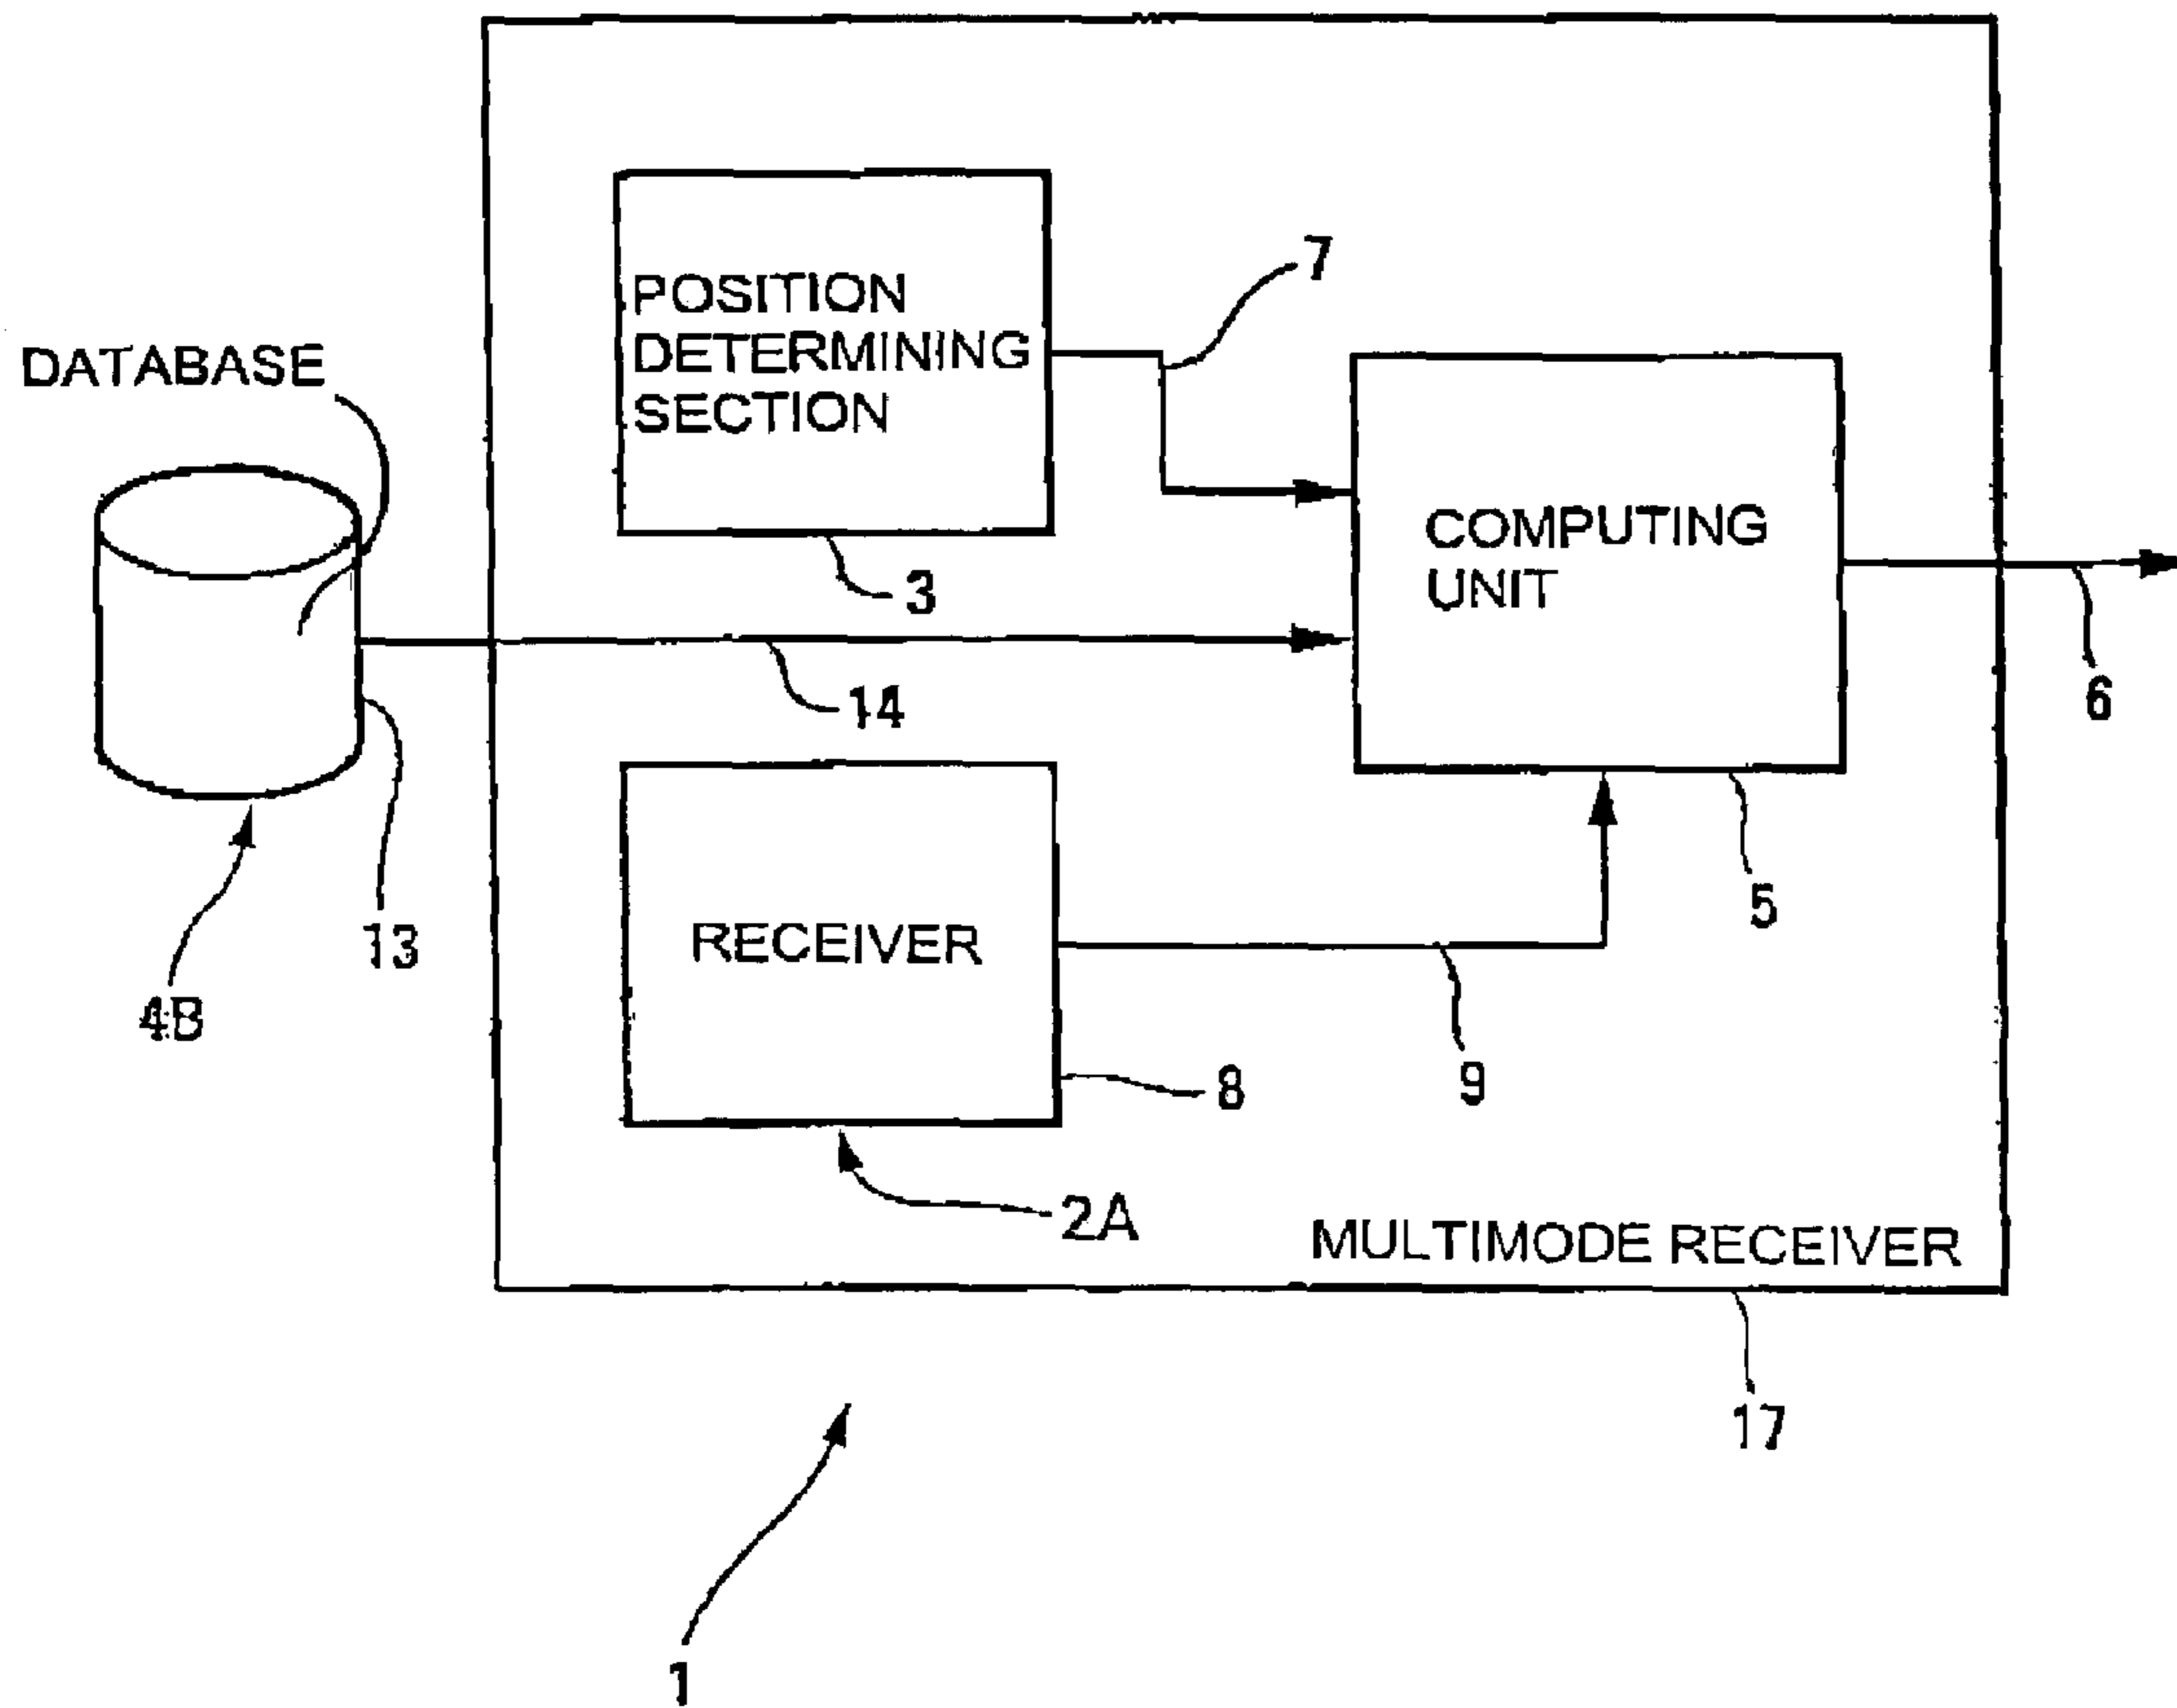 DATABASE
POSITION
DETERMINING
SECTION
7
COMPUTING
UNIT
3
14
6
13
4B
RECEIVER
5
9
8
2A
MULTIMODE RECEIVER
17
1